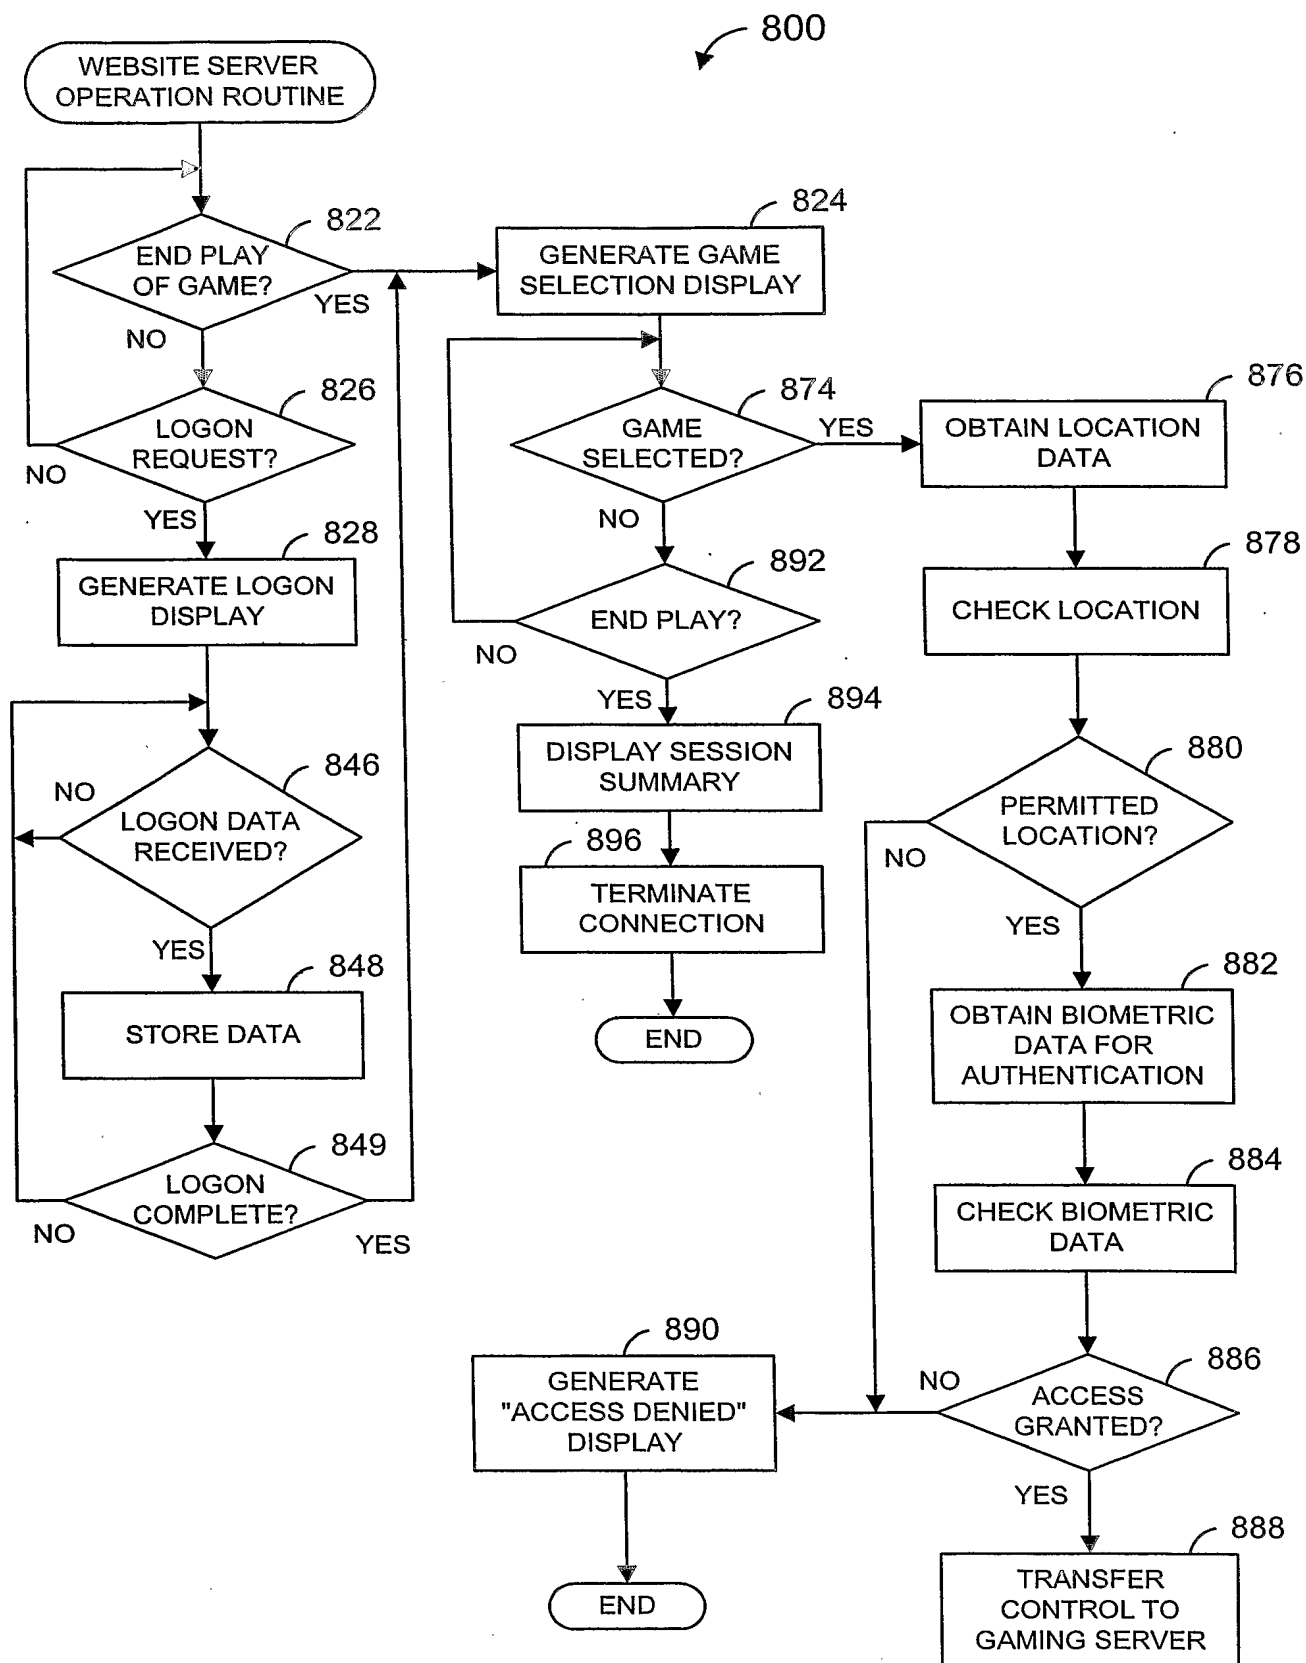 800
WEBSITE SERVER
OPERATION ROUTINE
822
END PLAY
OF GAME?
YES
NO
824
GENERATE GAME
SELECTION DISPLAY
826
LOGON
REQUEST?
NO
YES
828
GENERATE LOGON
DISPLAY
846
NO
LOGON DATA
RECEIVED?
YES
848
STORE DATA
849
LOGON
COMPLETE?
NO
YES
874
GAME
SELECTED?
YES
NO
892
END PLAY?
NO
YES
894
DISPLAY SESSION
SUMMARY
896
TERMINATE
CONNECTION
END
876
OBTAIN LOCATION
DATA
878
CHECK LOCATION
880
PERMITTED
LOCATION?
NO
YES
882
OBTAIN BIOMETRIC
DATA FOR
AUTHENTICATION
884
CHECK BIOMETRIC
DATA
886
ACCESS
GRANTED?
NO
YES
890
GENERATE
"ACCESS DENIED"
DISPLAY
END
888
TRANSFER
CONTROL TO
GAMING SERVER